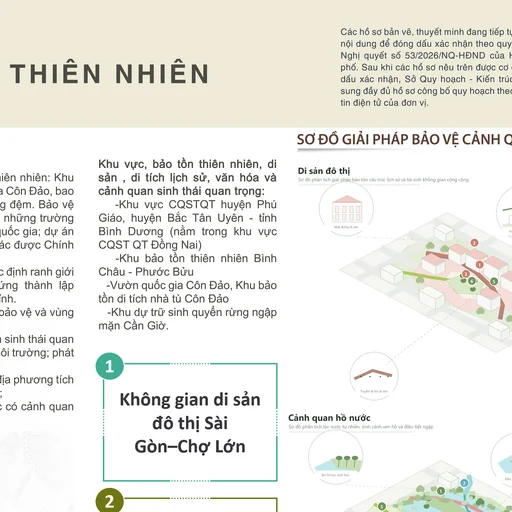 Các hồ sơ bản vẽ, thuyết minh đang tiếp tụ
nội dung để đóng dấu xác nhận theo quy
Nghị quyết số 53/2026/NQ-HĐND của H
phố. Sau khi các hồ sơ nêu trên được cơ
dấu xác nhận, Sở Quy hoạch - Kiến trúc
sung đầy đủ hồ sơ công bố quy hoạch theo
tin điện tử của đơn vị.
THIÊN NHIÊN
iên nhiên: Khu
a Côn Đảo, bao
g đệm. Bảo vệ
những trường
quốc gia; dự án
ác được Chính
định ranh giới
ứng thành lập
ỉnh.
bảo vệ và vùng
sinh thái quan
ôi trường; phát
địa phương tích
có cảnh quan
Khu vực, bảo tồn thiên nhiên, di
sản , di tích lịch sử, văn hóa và
cảnh quan sinh thái quan trọng:
-Khu vực CQSTQT huyện Phú
Giáo, huyện Bắc Tân Uyên - tỉnh
Bình Dương (nằm trong khu vực
CQST QT Đồng Nai)
-Khu bảo tồn thiên nhiên Bình
Châu - Phước Bửu
-Vườn quốc gia Côn Đảo, Khu bảo
tồn di tích nhà tù Côn Đảo
-Khu dự trữ sinh quyển rừng ngập
mặn Cần Giờ.
1
Không gian di sản
đô thị Sài
Gòn–Chợ Lớn
2
SƠ ĐỒ GIẢI PHÁP BẢO VỆ CẢNH Q
Di sản đô thị
Cảnh quan hồ nước